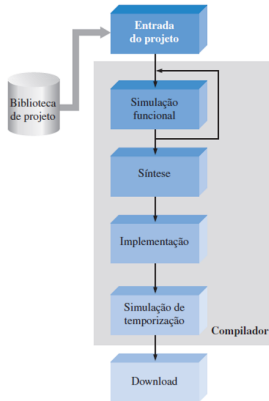 Entrada
do projeto
Biblioteca
de projeto
Simulação
funcional
Síntese
Implementação
Simulação de
temporização
Compilador
Download